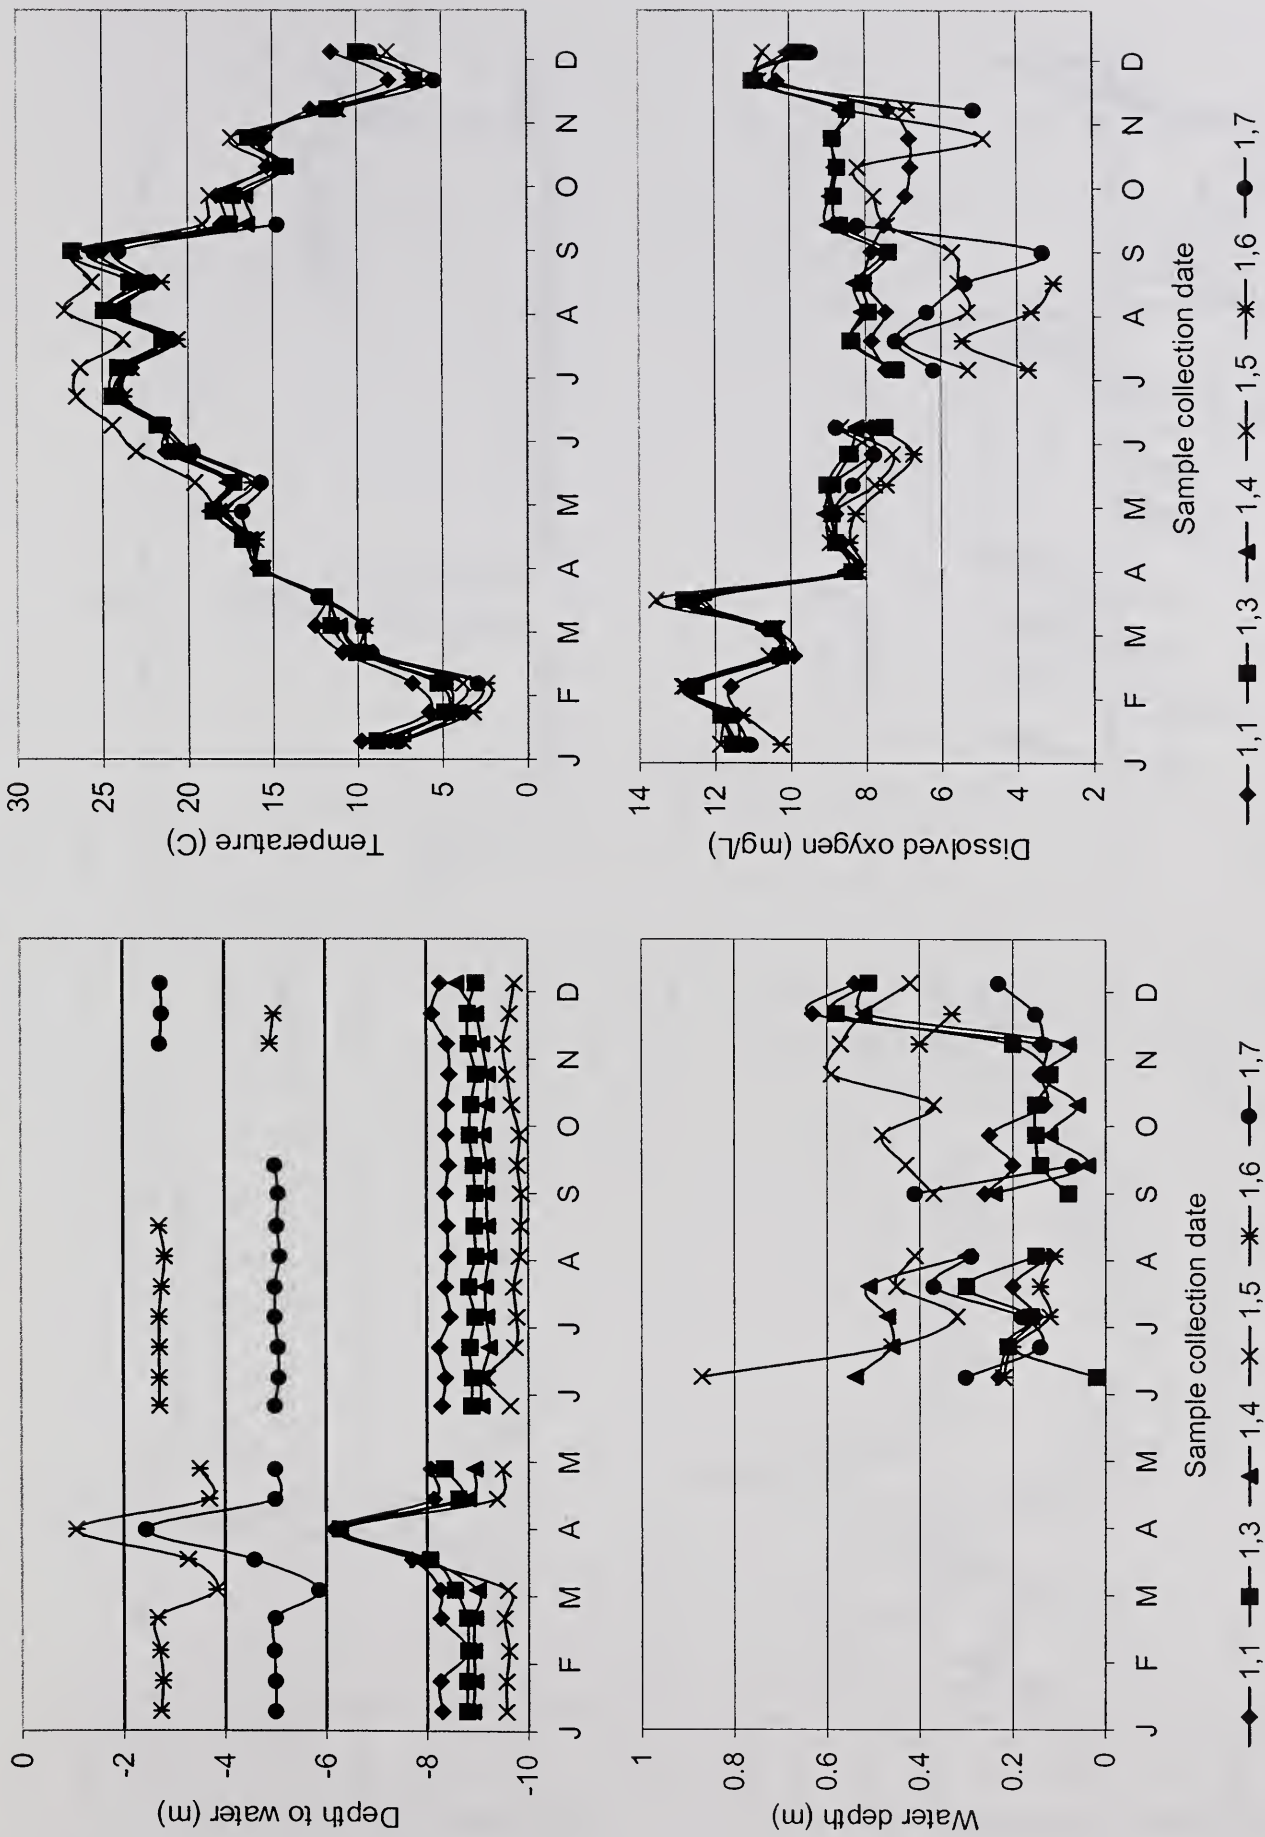 Depth to water (m)
0
-2
-4
-6
-8
-10
J F M A M J J A S O N D
Temperature (C)
30
25
20
15
10
5
0
J F M A M J J A S O N D
Water depth (m)
1
0.8
0.6
0.4
0.2
0
J F M A M J J A S O N D
Sample collection date
1,1 1,3 1,4 1,5 1,6 1,7
Dissolved oxygen (mg/L)
14
12
10
8
6
4
2
J F M A M J J A S O N D
Sample collection date
1,1 1,3 1,4 1,5 1,6 1,7